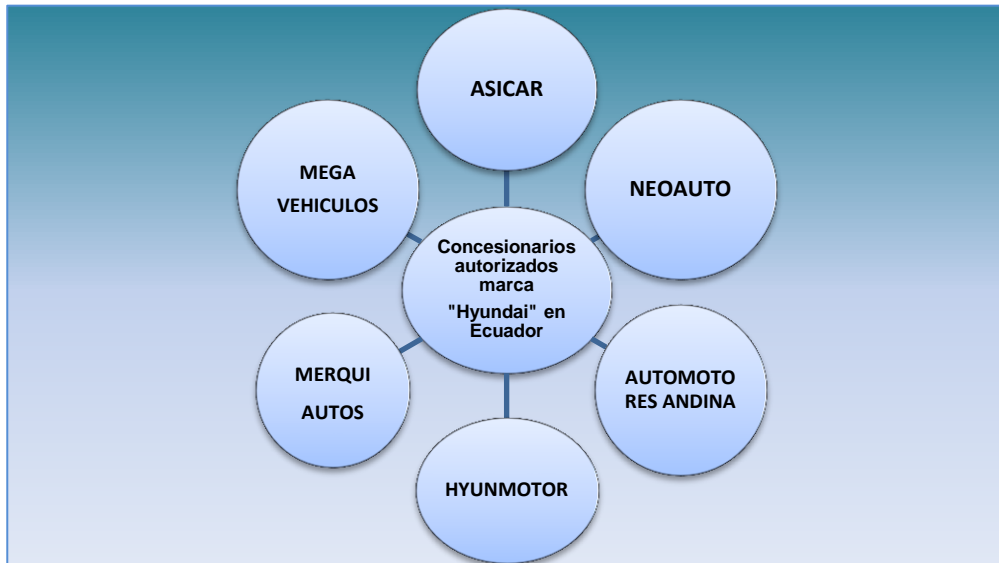 ASICAR
NEOAUTO
AUTOMOTO
RES ANDINA
HYUNMOTOR
MERQUI
AUTOS
MEGA
VEHICULOS
Concesionarios
autorizados
marca
"Hyundai" en
Ecuador